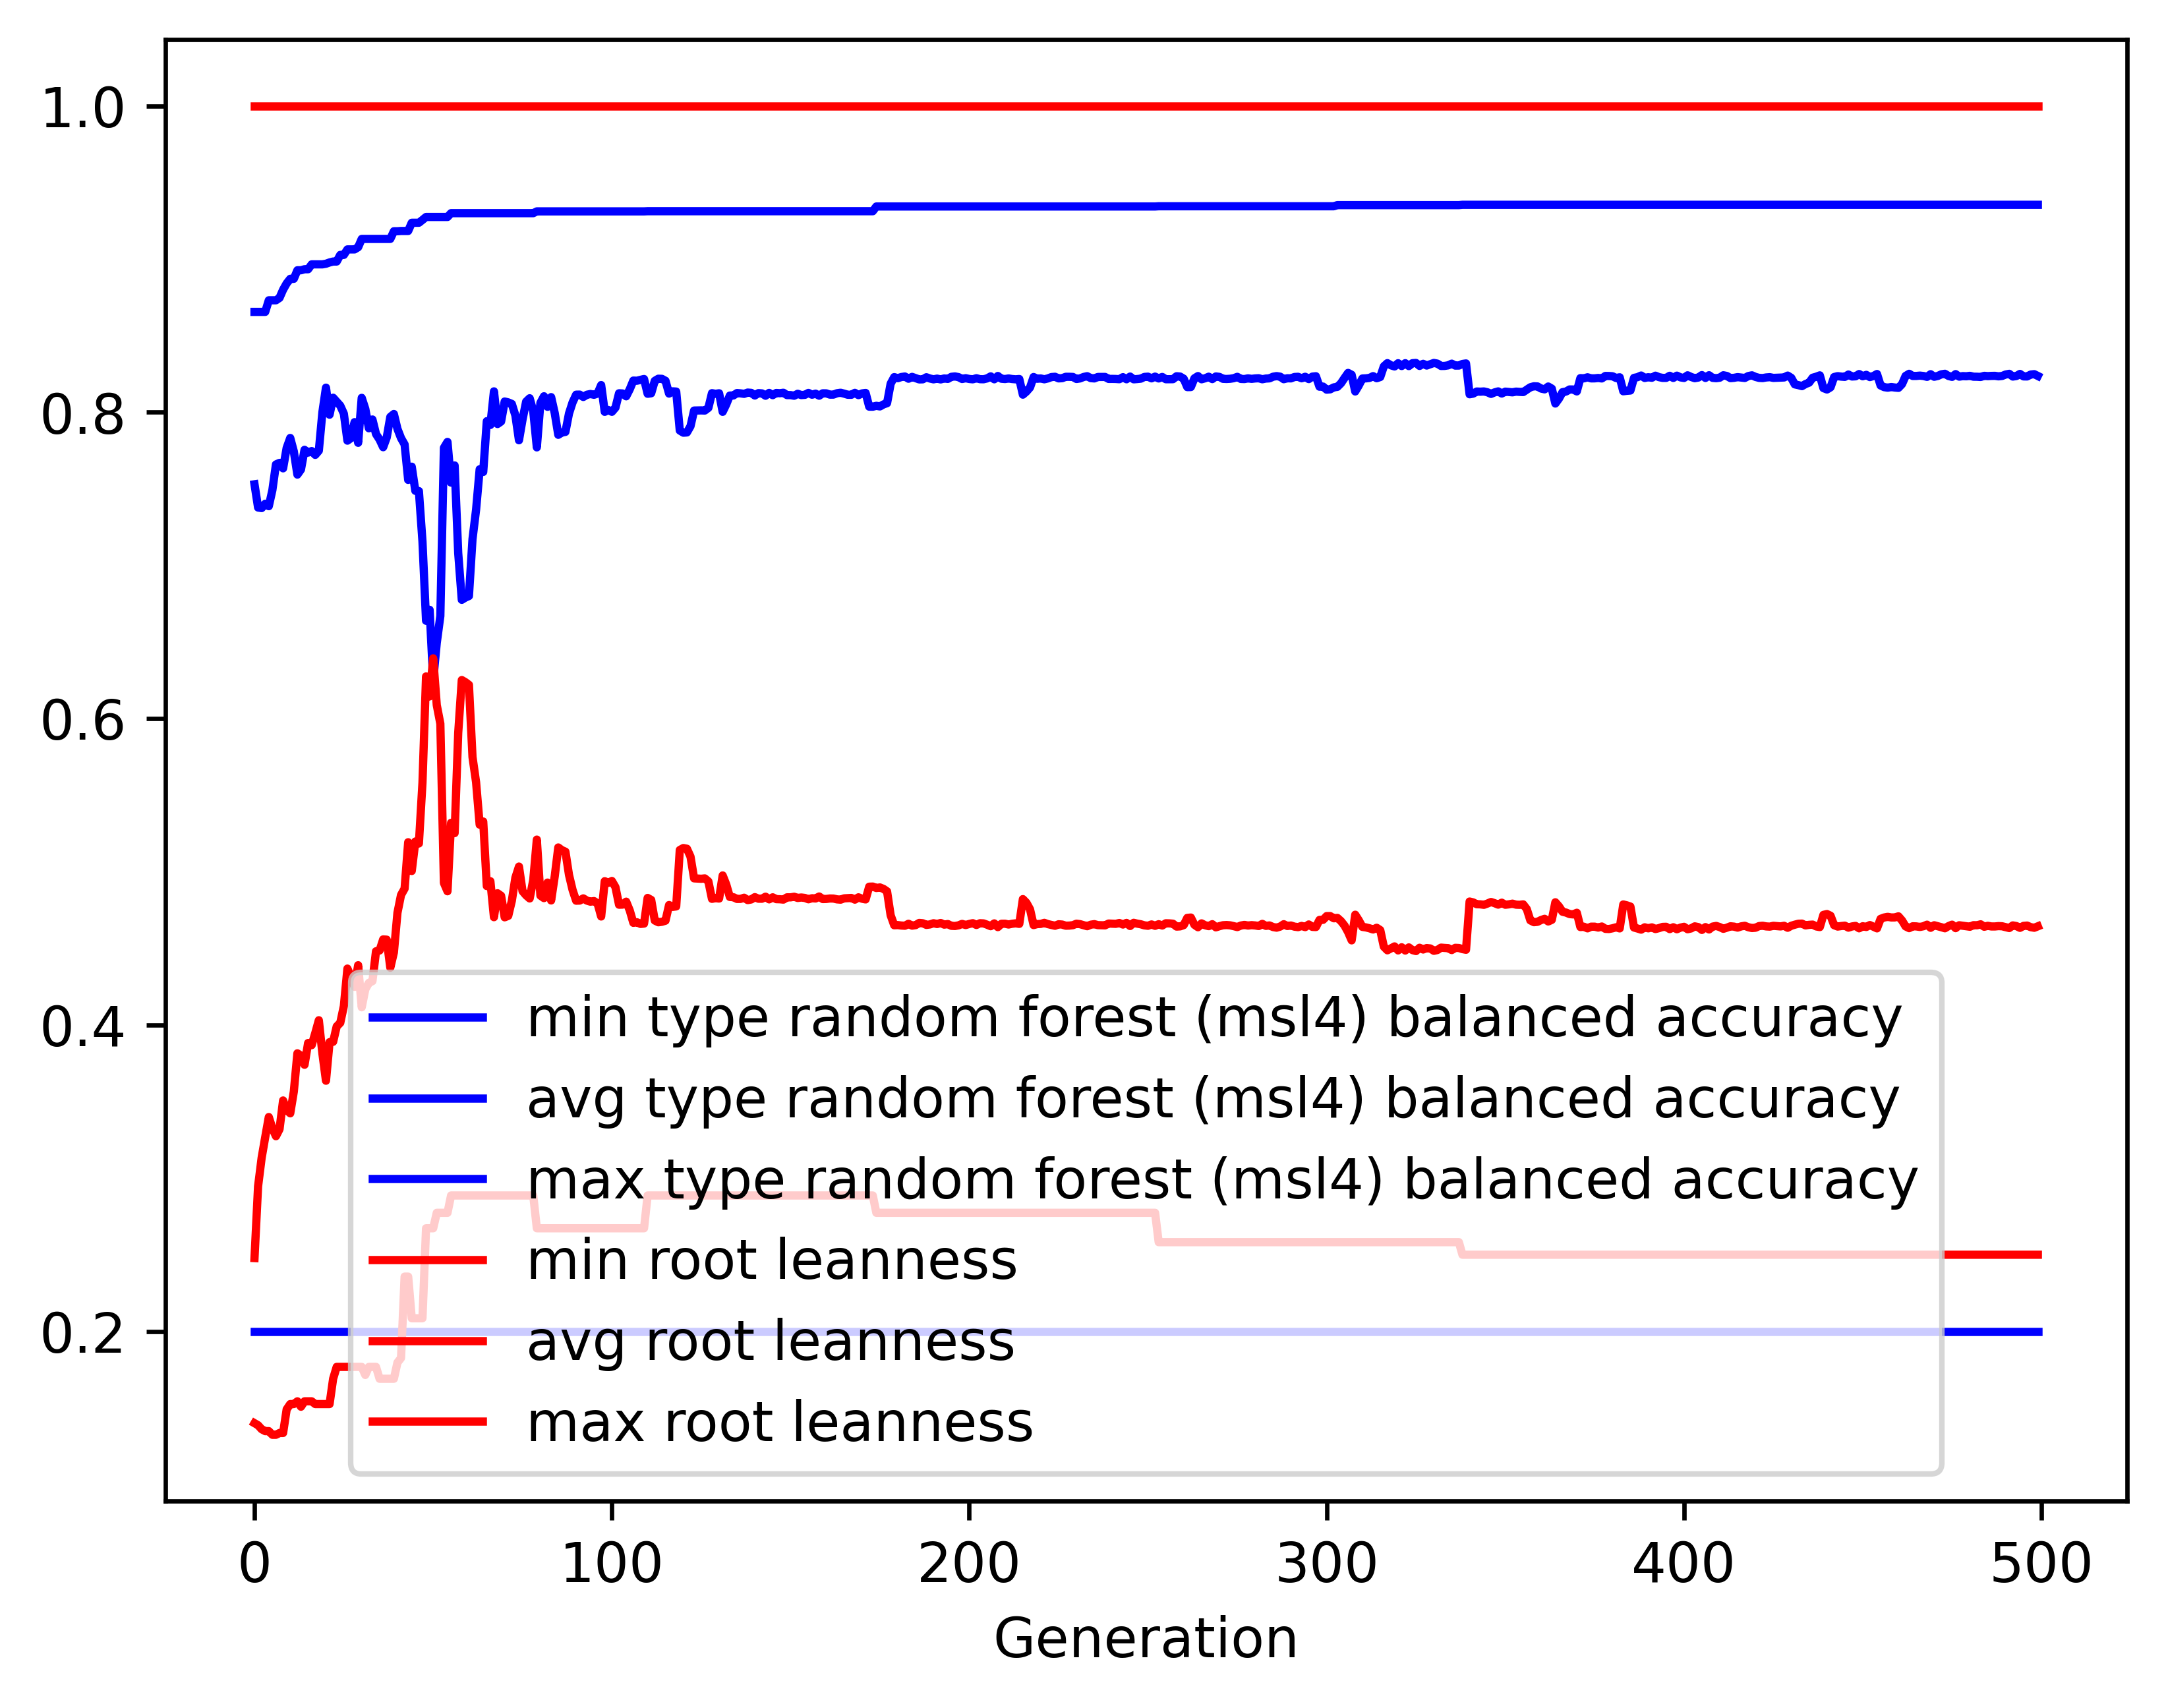 1.0
0.8
0.6
0.4
0.2
min type random forest (msl4) balanced accuracy
avg type random forest (msl4) balanced accuracy
max type random forest (msl4) balanced accuracy
min root leanness
avg root leanness
max root leanness
0 100 200 300 400 500
Generation